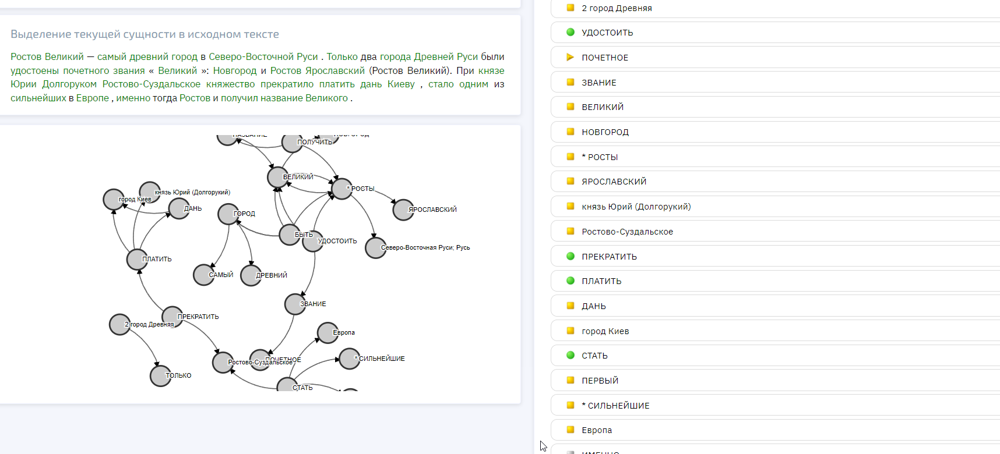 Выделение текущей сущности в исходном тексте
Ростов Великий — самый древний город в Северо-Восточной Руси . Только два города Древней Руси были
удостоены почетного звания « Великий »: Новгород и Ростов Ярославский (Ростов Великий). При князе
Юрии Долгоруком Ростово-Суздальское княжество прекратило платить дань Киеву , стало одним из
сильнейших в Европе , именно тогда Ростов и получил название Великого .
НАЗВАНИЕ
ПОЛУЧИТЬ
НОВГОРОД
ВЕЛИКИЙ
* РОСТЫ
князь Юрий (Долгорукий)
город Киев
ДАНЬ
ГОРОД
ЯРОСЛАВСКИЙ
БЫТЬ
УДОСТОИТЬ
Северо-Восточная Руси; Русь
ПЛАТИТЬ
САМЫЙ
ДРЕВНИЙ
ЗВАНИЕ
ПРЕКРАТИТЬ
2 город Древняя
Европа
ПОЧЕТНОЕ
Ростово-Суздальское
* СИЛЬНЕЙШИЕ
ТОЛЬКО
СТАТЬ
2 город Древняя
УДОСТОИТЬ
ПОЧЕТНОЕ
ЗВАНИЕ
ВЕЛИКИЙ
НОВГОРОД
* РОСТЫ
ЯРОСЛАВСКИЙ
князь Юрий (Долгорукий)
Ростово-Суздальское
ПРЕКРАТИТЬ
ПЛАТИТЬ
ДАНЬ
город Киев
СТАТЬ
ПЕРВЫЙ
* СИЛЬНЕЙШИЕ
Европа
ИМЕННО